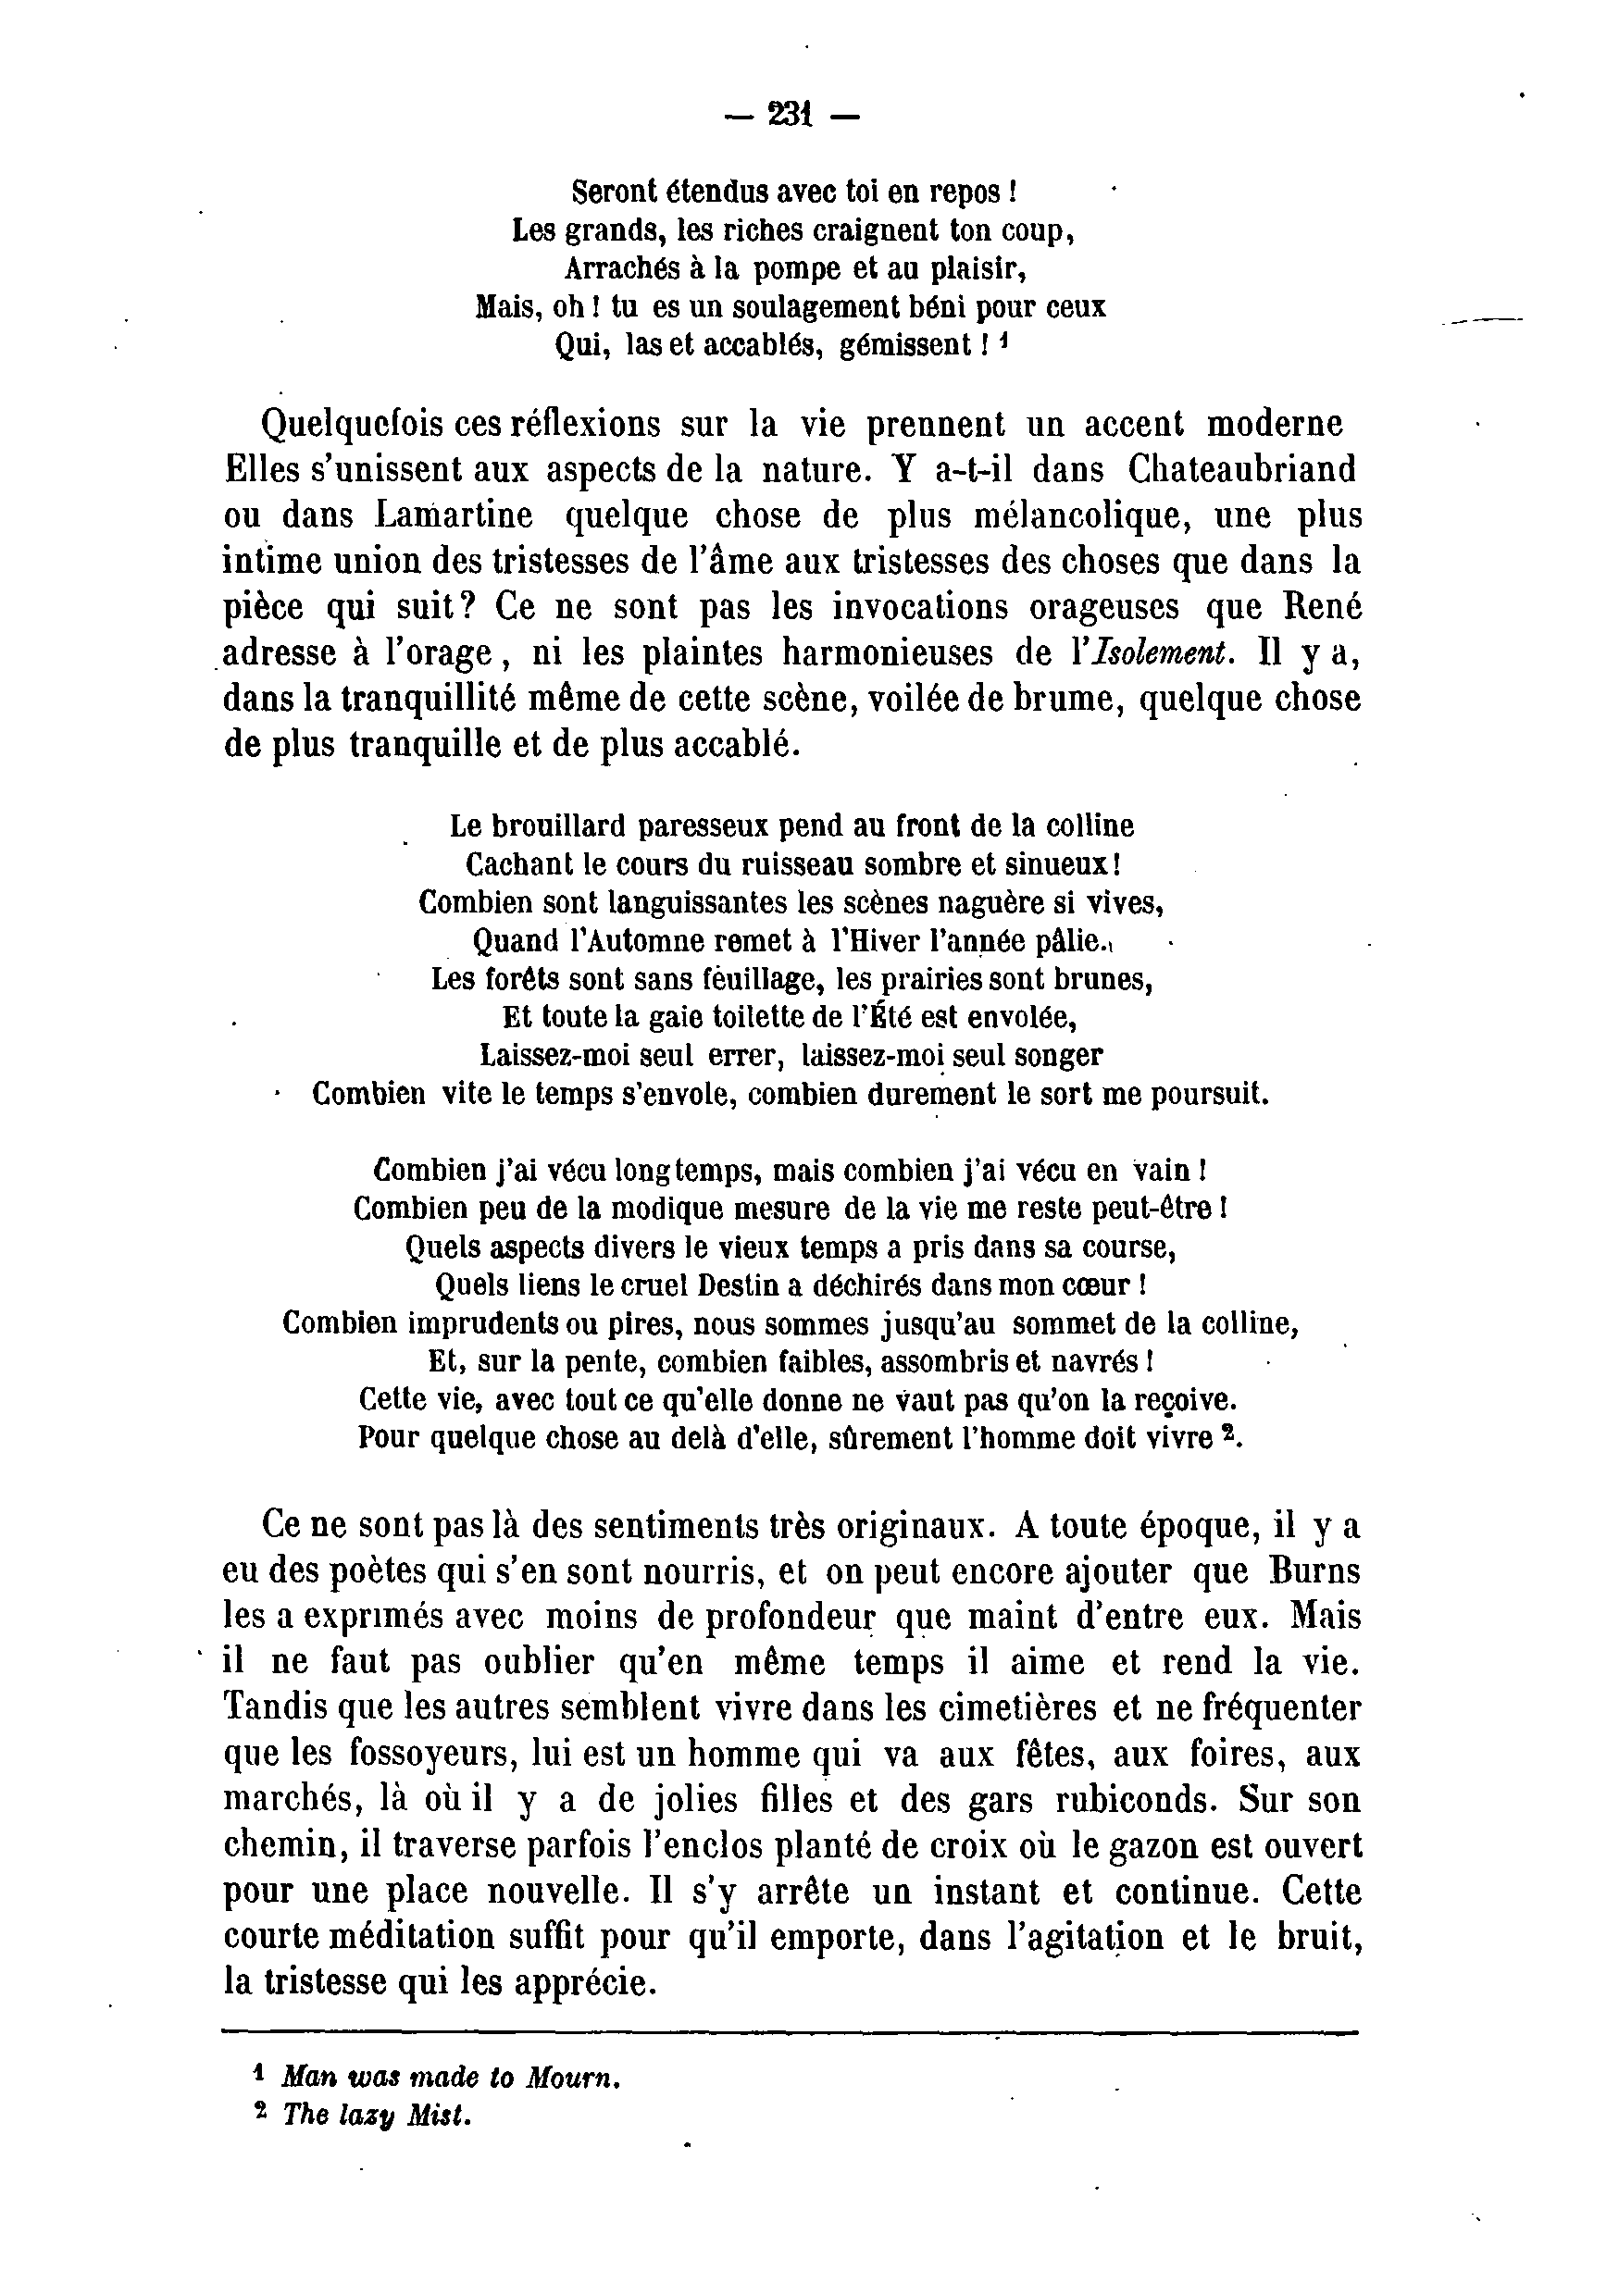 — 231 —
Seront étendus avec toi en repos !
Les grands, les riches craignent ton coup,
Arrachés à la pompe et au plaisir,
Mais, oh ! tu es un soulagement béni pour ceux
Qui, las et accablés, gémissent ! 1
Quelquefois ces réflexions sur la vie prennent un accent moderne
Elles s'unissent aux aspects de la nature. Y a-t-il dans Chateaubriand
ou dans Lamartine quelque chose de plus mélancolique, une plus
intime union des tristesses de l'âme aux tristesses des choses que dans la
pièce qui suit? Ce ne sont pas les invocations orageuses que René
adresse à l'orage, ni les plaintes harmonieuses de l'Isolement. Il y a,
dans la tranquillité même de cette scène, voilée de brume, quelque chose
de plus tranquille et de plus accablé.
Le brouillard paresseux pend au front de la colline
Cachant le cours du ruisseau sombre et sinueux!
Combien sont languissantes les scènes naguère si vives,
Quand l'Automne remet à l'Hiver l'année pâlie.
Les forêts sont sans feuillage, les prairies sont brunes,
Et toute la gaie toilette de l'Été est envolée,
Laissez-moi seul errer, laissez-moi seul songer
Combien vite le temps s'envole, combien durement le sort me poursuit.
Combien j'ai vécu longtemps, mais combien j'ai vécu en vain !
Combien peu de la modique mesure de la vie me reste peut-être !
Quels aspects divers le vieux temps a pris dans sa course,
Quels liens le cruel Destin a déchirés dans mon cœur !
Combien imprudents ou pires, nous sommes jusqu'au sommet de la colline,
Et, sur la pente, combien faibles, assombris et navrés !
Cette vie, avec tout ce qu'elle donne ne vaut pas qu'on la reçoive.
Pour quelque chose au delà d'elle, sûrement l'homme doit vivre 2.
Ce ne sont pas là des sentiments très originaux. A toute époque, il y a
eu des poètes qui s'en sont nourris, et on peut encore ajouter que Burns
les a exprimés avec moins de profondeur que maint d'entre eux. Mais
il ne faut pas oublier qu'en même temps il aime et rend la vie.
Tandis que les autres semblent vivre dans les cimetières et ne fréquenter
que les fossoyeurs, lui est un homme qui va aux fêtes, aux foires, aux
marchés, là où il y a de jolies filles et des gars rubiconds. Sur son
chemin, il traverse parfois l'enclos planté de croix où le gazon est ouvert
pour une place nouvelle. Il s'y arrête un instant et continue. Cette
courte méditation suffit pour qu'il emporte, dans l'agitation et le bruit,
la tristesse qui les apprécie.
1 Man was made to Mourn.
2 The lazy Mist.